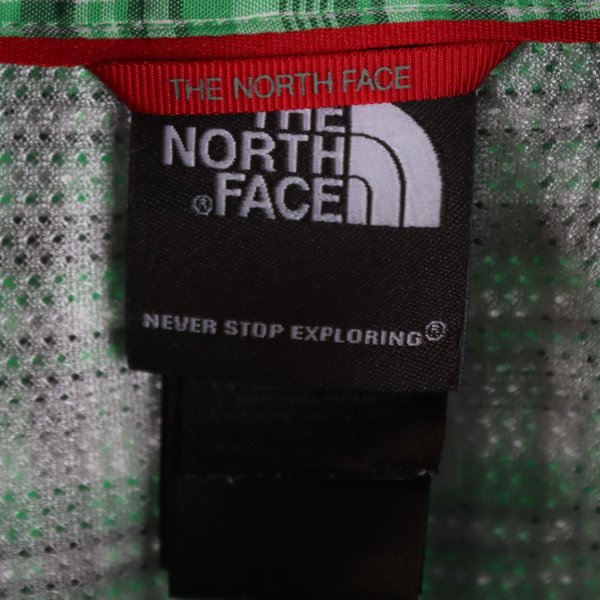 THE NORTH FACE
THE
NORTH
®FACE
NEVER STOP EXPLORING®